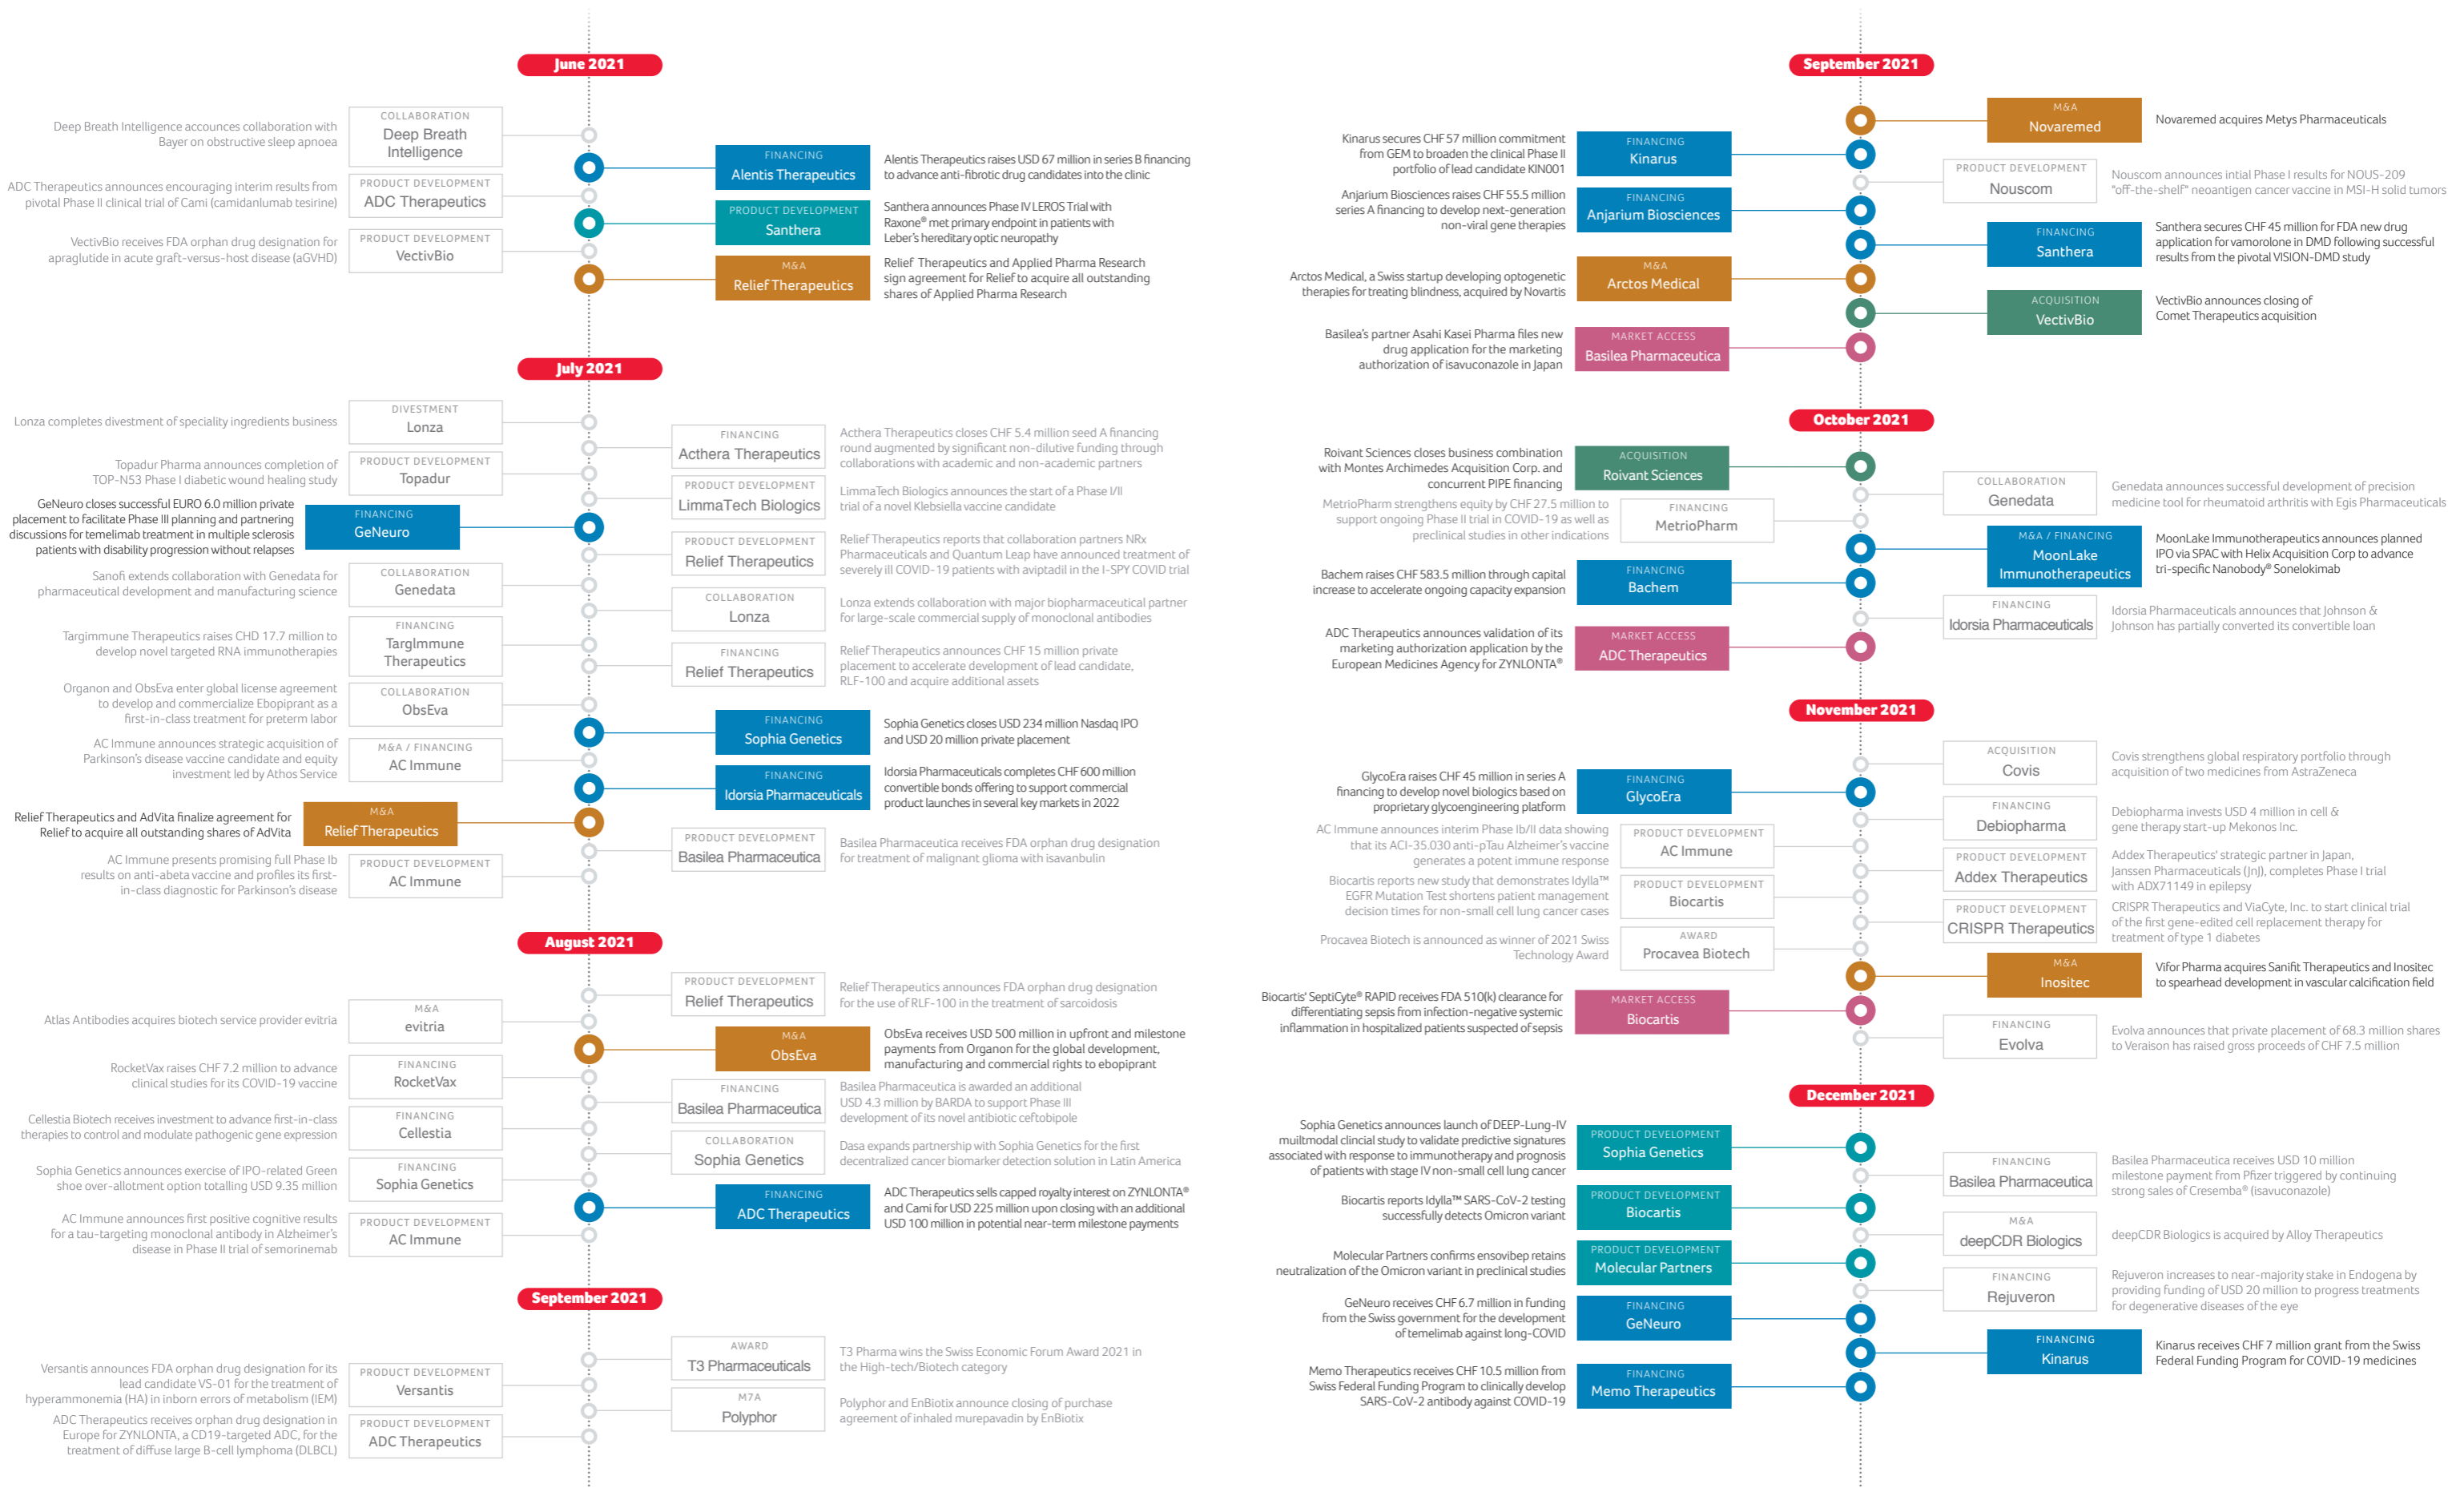 June 2021
Deep Breath Intelligence accounces collaboration with
Bayer on obstructive sleep apnoea
COLLABORATION
Deep Breath
Intelligence
FINANCING
Alentis Therapeutics
Alentis Therapeutics raises USD 67 million in series B financing
to advance anti-fibrotic drug candidates into the clinic
ADC Therapeutics announces encouraging interim results from
pivotal Phase II clinical trial of Cami (camidanlumab tesirine)
PRODUCT DEVELOPMENT
ADC Therapeutics
PRODUCT DEVELOPMENT
Santhera
Santhera announces Phase IV LEROS Trial with
Raxone® met primary endpoint in patients with
Leber's hereditary optic neuropathy
VectivBio receives FDA orphan drug designation for
apraglutide in acute graft-versus-host disease (aGVHD)
PRODUCT DEVELOPMENT
VectivBio
M&A
Relief Therapeutics
Relief Therapeutics and Applied Pharma Research
sign agreement for Relief to acquire all outstanding
shares of Applied Pharma Research
July 2021
Lonza completes divestment of speciality ingredients business
DIVESTMENT
Lonza
FINANCING
Acthera Therapeutics
Acthera Therapeutics closes CHF 5.4 million seed A financing
round augmented by significant non-dilutive funding through
collaborations with academic and non-academic partners
Topadur Pharma announces completion of
TOP-N53 Phase I diabetic wound healing study
PRODUCT DEVELOPMENT
Topadur
PRODUCT DEVELOPMENT
LimmaTech Biologics
LimmaTech Biologics announces the start of a Phase I/II
trial of a novel Klebsiella vaccine candidate
GeNeuro closes successful EURO 6.0 million private
placement to facilitate Phase III planning and partnering
discussions for temelimab treatment in multiple sclerosis
patients with disability progression without relapses
FINANCING
GeNeuro
PRODUCT DEVELOPMENT
Relief Therapeutics
Relief Therapeutics reports that collaboration partners NRx
Pharmaceuticals and Quantum Leap have announced treatment of
severely ill COVID-19 patients with aviptadil in the I-SPY COVID trial
Sanofi extends collaboration with Genedata for
pharmaceutical development and manufacturing science
COLLABORATION
Genedata
COLLABORATION
Lonza
Lonza extends collaboration with major biopharmaceutical partner
for large-scale commercial supply of monoclonal antibodies
Targimmune Therapeutics raises CHD 17.7 million to
develop novel targeted RNA immunotherapies
FINANCING
TargImmune
Therapeutics
FINANCING
Relief Therapeutics
Relief Therapeutics announces CHF 15 million private
placement to accelerate development of lead candidate,
RLF-100 and acquire additional assets
Organon and ObsEva enter global license agreement
to develop and commercialize Ebopiprant as a
first-in-class treatment for preterm labor
COLLABORATION
ObsEva
FINANCING
Sophia Genetics
Sophia Genetics closes USD 234 million Nasdaq IPO
and USD 20 million private placement
AC Immune announces strategic acquisition of
Parkinson's disease vaccine candidate and equity
investment led by Athos Service
M&A / FINANCING
AC Immune
FINANCING
Idorsia Pharmaceuticals
Idorsia Pharmaceuticals completes CHF 600 million
convertible bonds offering to support commercial
product launches in several key markets in 2022
Relief Therapeutics and AdVita finalize agreement for
Relief to acquire all outstanding shares of AdVita
M&A
Relief Therapeutics
PRODUCT DEVELOPMENT
Basilea Pharmaceutica
Basilea Pharmaceutica receives FDA orphan drug designation
for treatment of malignant glioma with isavanbulin
AC Immune presents promising full Phase Ib
results on anti-abeta vaccine and profiles its first-
in-class diagnostic for Parkinson's disease
PRODUCT DEVELOPMENT
AC Immune
August 2021
PRODUCT DEVELOPMENT
Relief Therapeutics
Relief Therapeutics announces FDA orphan drug designation
for the use of RLF-100 in the treatment of sarcoidosis
Atlas Antibodies acquires biotech service provider evitria
M&A
evitria
M&A
ObsEva
ObsEva receives USD 500 million in upfront and milestone
payments from Organon for the global development,
manufacturing and commercial rights to ebopiprant
RocketVax raises CHF 7.2 million to advance
clinical studies for its COVID-19 vaccine
FINANCING
RocketVax
FINANCING
Basilea Pharmaceutica
Basilea Pharmaceutica is awarded an additional
USD 4.3 million by BARDA to support Phase III
development of its novel antibiotic ceftobipole
Cellestia Biotech receives investment to advance first-in-class
therapies to control and modulate pathogenic gene expression
FINANCING
Cellestia
COLLABORATION
Sophia Genetics
Dasa expands partnership with Sophia Genetics for the first
decentralized cancer biomarker detection solution in Latin America
Sophia Genetics announces exercise of IPO-related Green
shoe over-allotment option totalling USD 9.35 million
FINANCING
Sophia Genetics
FINANCING
ADC Therapeutics
ADC Therapeutics sells capped royalty interest on ZYNLONTA®
and Cami for USD 225 million upon closing with an additional
USD 100 million in potential near-term milestone payments
AC Immune announces first positive cognitive results
for a tau-targeting monoclonal antibody in Alzheimer's
disease in Phase II trial of semorinemab
PRODUCT DEVELOPMENT
AC Immune
September 2021
AWARD
T3 Pharmaceuticals
T3 Pharma wins the Swiss Economic Forum Award 2021 in
the High-tech/Biotech category
Versantis announces FDA orphan drug designation for its
lead candidate VS-01 for the treatment of
hyperammonemia (HA) in inborn errors of metabolism (IEM)
PRODUCT DEVELOPMENT
Versantis
M7A
Polyphor
Polyphor and EnBiotix announce closing of purchase
agreement of inhaled murepavadin by EnBiotix
ADC Therapeutics receives orphan drug designation in
Europe for ZYNLONTA, a CD19-targeted ADC, for the
treatment of diffuse large B-cell lymphoma (DLBCL)
PRODUCT DEVELOPMENT
ADC Therapeutics
September 2021
M&A
Novaremed
Novaremed acquires Metys Pharmaceuticals
Kinarus secures CHF 57 million commitment
from GEM to broaden the clinical Phase II
portfolio of lead candidate KIN001
FINANCING
Kinarus
PRODUCT DEVELOPMENT
Nouscom
Nouscom announces intial Phase I results for NOUS-209
"off-the-shelf" neoantigen cancer vaccine in MSI-H solid tumors
Anjarium Biosciences raises CHF 55.5 million
series A financing to develop next-generation
non-viral gene therapies
FINANCING
Anjarium Biosciences
FINANCING
Santhera
Santhera secures CHF 45 million for FDA new drug
application for vamorolone in DMD following successful
results from the pivotal VISION-DMD study
Arctos Medical, a Swiss startup developing optogenetic
therapies for treating blindness, acquired by Novartis
M&A
Arctos Medical
ACQUISITION
VectivBio
VectivBio announces closing of
Comet Therapeutics acquisition
Basilea's partner Asahi Kasei Pharma files new
drug application for the marketing
authorization of isavuconazole in Japan
MARKET ACCESS
Basilea Pharmaceutica
October 2021
Roivant Sciences closes business combination
with Montes Archimedes Acquisition Corp. and
concurrent PIPE financing
ACQUISITION
Roivant Sciences
COLLABORATION
Genedata
Genedata announces successful development of precision
medicine tool for rheumatoid arthritis with Egis Pharmaceuticals
MetrioPharm strengthens equity by CHF 27.5 million to
support ongoing Phase II trial in COVID-19 as well as
preclinical studies in other indications
FINANCING
MetrioPharm
M&A / FINANCING
MoonLake
Immunotherapeutics
MoonLake Immunotherapeutics announces planned
IPO via SPAC with Helix Acquisition Corp to advance
tri-specific Nanobody® Sonelokimab
Bachem raises CHF 583.5 million through capital
increase to accelerate ongoing capacity expansion
FINANCING
Bachem
FINANCING
Idorsia Pharmaceuticals
Idorsia Pharmaceuticals announces that Johnson &
Johnson has partially converted its convertible loan
ADC Therapeutics announces validation of its
marketing authorization application by the
European Medicines Agency for ZYNLONTA®
MARKET ACCESS
ADC Therapeutics
November 2021
ACQUISITION
Covis
Covis strengthens global respiratory portfolio through
acquisition of two medicines from AstraZeneca
GlycoEra raises CHF 45 million in series A
financing to develop novel biologics based on
proprietary glycoengineering platform
FINANCING
GlycoEra
FINANCING
Debiopharma
Debiopharma invests USD 4 million in cell &
gene therapy start-up Mekonos Inc.
AC Immune announces interim Phase Ib/II data showing
that its ACI-35.030 anti-pTau Alzheimer's vaccine
generates a potent immune response
PRODUCT DEVELOPMENT
AC Immune
PRODUCT DEVELOPMENT
Addex Therapeutics
Addex Therapeutics' strategic partner in Japan,
Janssen Pharmaceuticals (JnJ), completes Phase I trial
with ADX71149 in epilepsy
Biocartis reports new study that demonstrates Idylla™
EGFR Mutation Test shortens patient management
decision times for non-small cell lung cancer cases
PRODUCT DEVELOPMENT
Biocartis
PRODUCT DEVELOPMENT
CRISPR Therapeutics
CRISPR Therapeutics and ViaCyte, Inc. to start clinical trial
of the first gene-edited cell replacement therapy for
treatment of type 1 diabetes
Procavea Biotech is announced as winner of 2021 Swiss
Technology Award
AWARD
Procavea Biotech
M&A
Inositec
Vifor Pharma acquires Sanifit Therapeutics and Inositec
to spearhead development in vascular calcification field
Biocartis' SeptiCyte® RAPID receives FDA 510(k) clearance for
differentiating sepsis from infection-negative systemic
inflammation in hospitalized patients suspected of sepsis
MARKET ACCESS
Biocartis
FINANCING
Evolva
Evolva announces that private placement of 68.3 million shares
to Veraison has raised gross proceeds of CHF 7.5 million
December 2021
Sophia Genetics announces launch of DEEP-Lung-IV
muiltmodal clincial study to validate predictive signatures
associated with response to immunotherapy and prognosis
of patients with stage IV non-small cell lung cancer
PRODUCT DEVELOPMENT
Sophia Genetics
FINANCING
Basilea Pharmaceutica
Basilea Pharmaceutica receives USD 10 million
milestone payment from Pfizer triggered by continuing
strong sales of Cresemba® (isavuconazole)
Biocartis reports Idylla™ SARS-CoV-2 testing
successfully detects Omicron variant
PRODUCT DEVELOPMENT
Biocartis
M&A
deepCDR Biologics
deepCDR Biologics is acquired by Alloy Therapeutics
Molecular Partners confirms ensovibep retains
neutralization of the Omicron variant in preclinical studies
PRODUCT DEVELOPMENT
Molecular Partners
FINANCING
Rejuveron
Rejuveron increases to near-majority stake in Endogena by
providing funding of USD 20 million to progress treatments
for degenerative diseases of the eye
GeNeuro receives CHF 6.7 million in funding
from the Swiss government for the development
of temelimab against long-COVID
FINANCING
GeNeuro
FINANCING
Kinarus
Kinarus receives CHF 7 million grant from the Swiss
Federal Funding Program for COVID-19 medicines
Memo Therapeutics receives CHF 10.5 million from
Swiss Federal Funding Program to clinically develop
SARS-CoV-2 antibody against COVID-19
FINANCING
Memo Therapeutics